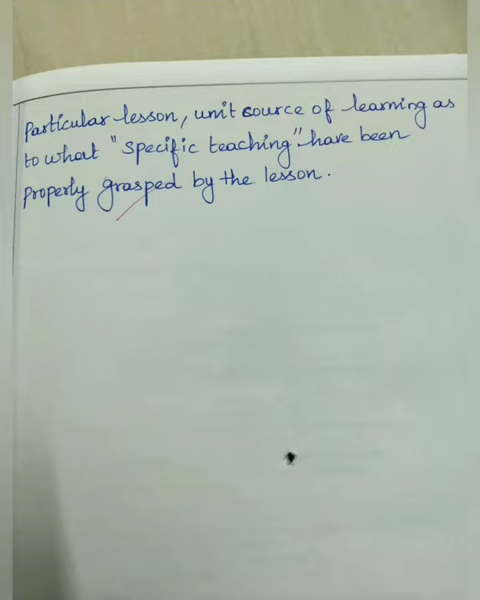 Particular lesson, unit source of learning as
to what "specific teaching" have been
properly grasped by the lesson.